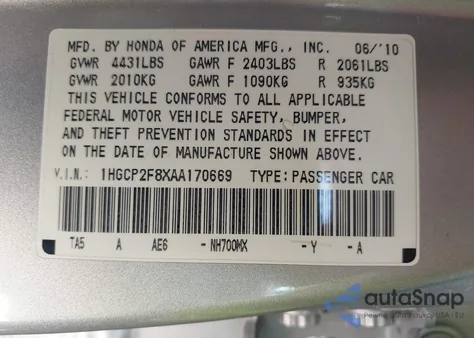 MFD. BY HONDA OF AMERICA MFG., INC. 06/'10
GVWR 4431LBS GAWR F 2403LBS R 2061LBS
GVWR 2010KG GAWR F 1090KG R 935KG
THIS VEHICLE CONFORMS TO ALL APPLICABLE
FEDERAL MOTOR VEHICLE SAFETY, BUMPER,
AND THEFT PREVENTION STANDARDS IN EFFECT
ON THE DATE OF MANUFACTURE SHOWN ABOVE.
V.I.N.: 1HGCP2F8XAA170669 TYPE: PASSENGER CAR
TA5 A AE6 -NH700MX -Y -A
autoSnap